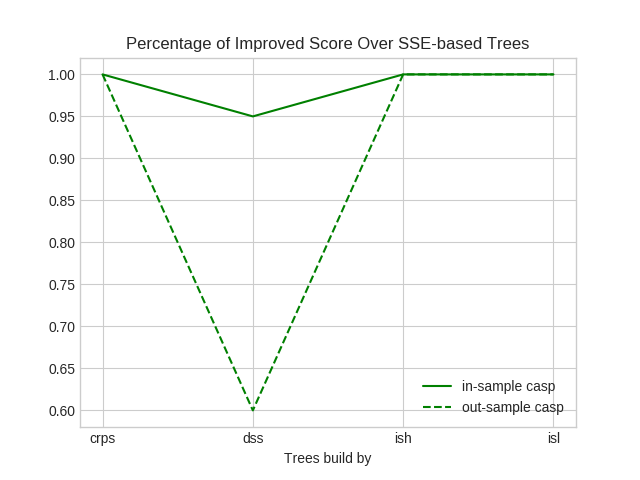 Percentage of Improved Score Over SSE-based Trees
1.00
0.95
0.90
0.85
0.80
0.75
0.70
0.65
0.60
in-sample casp
out-sample casp
crps dss ish isl
Trees build by